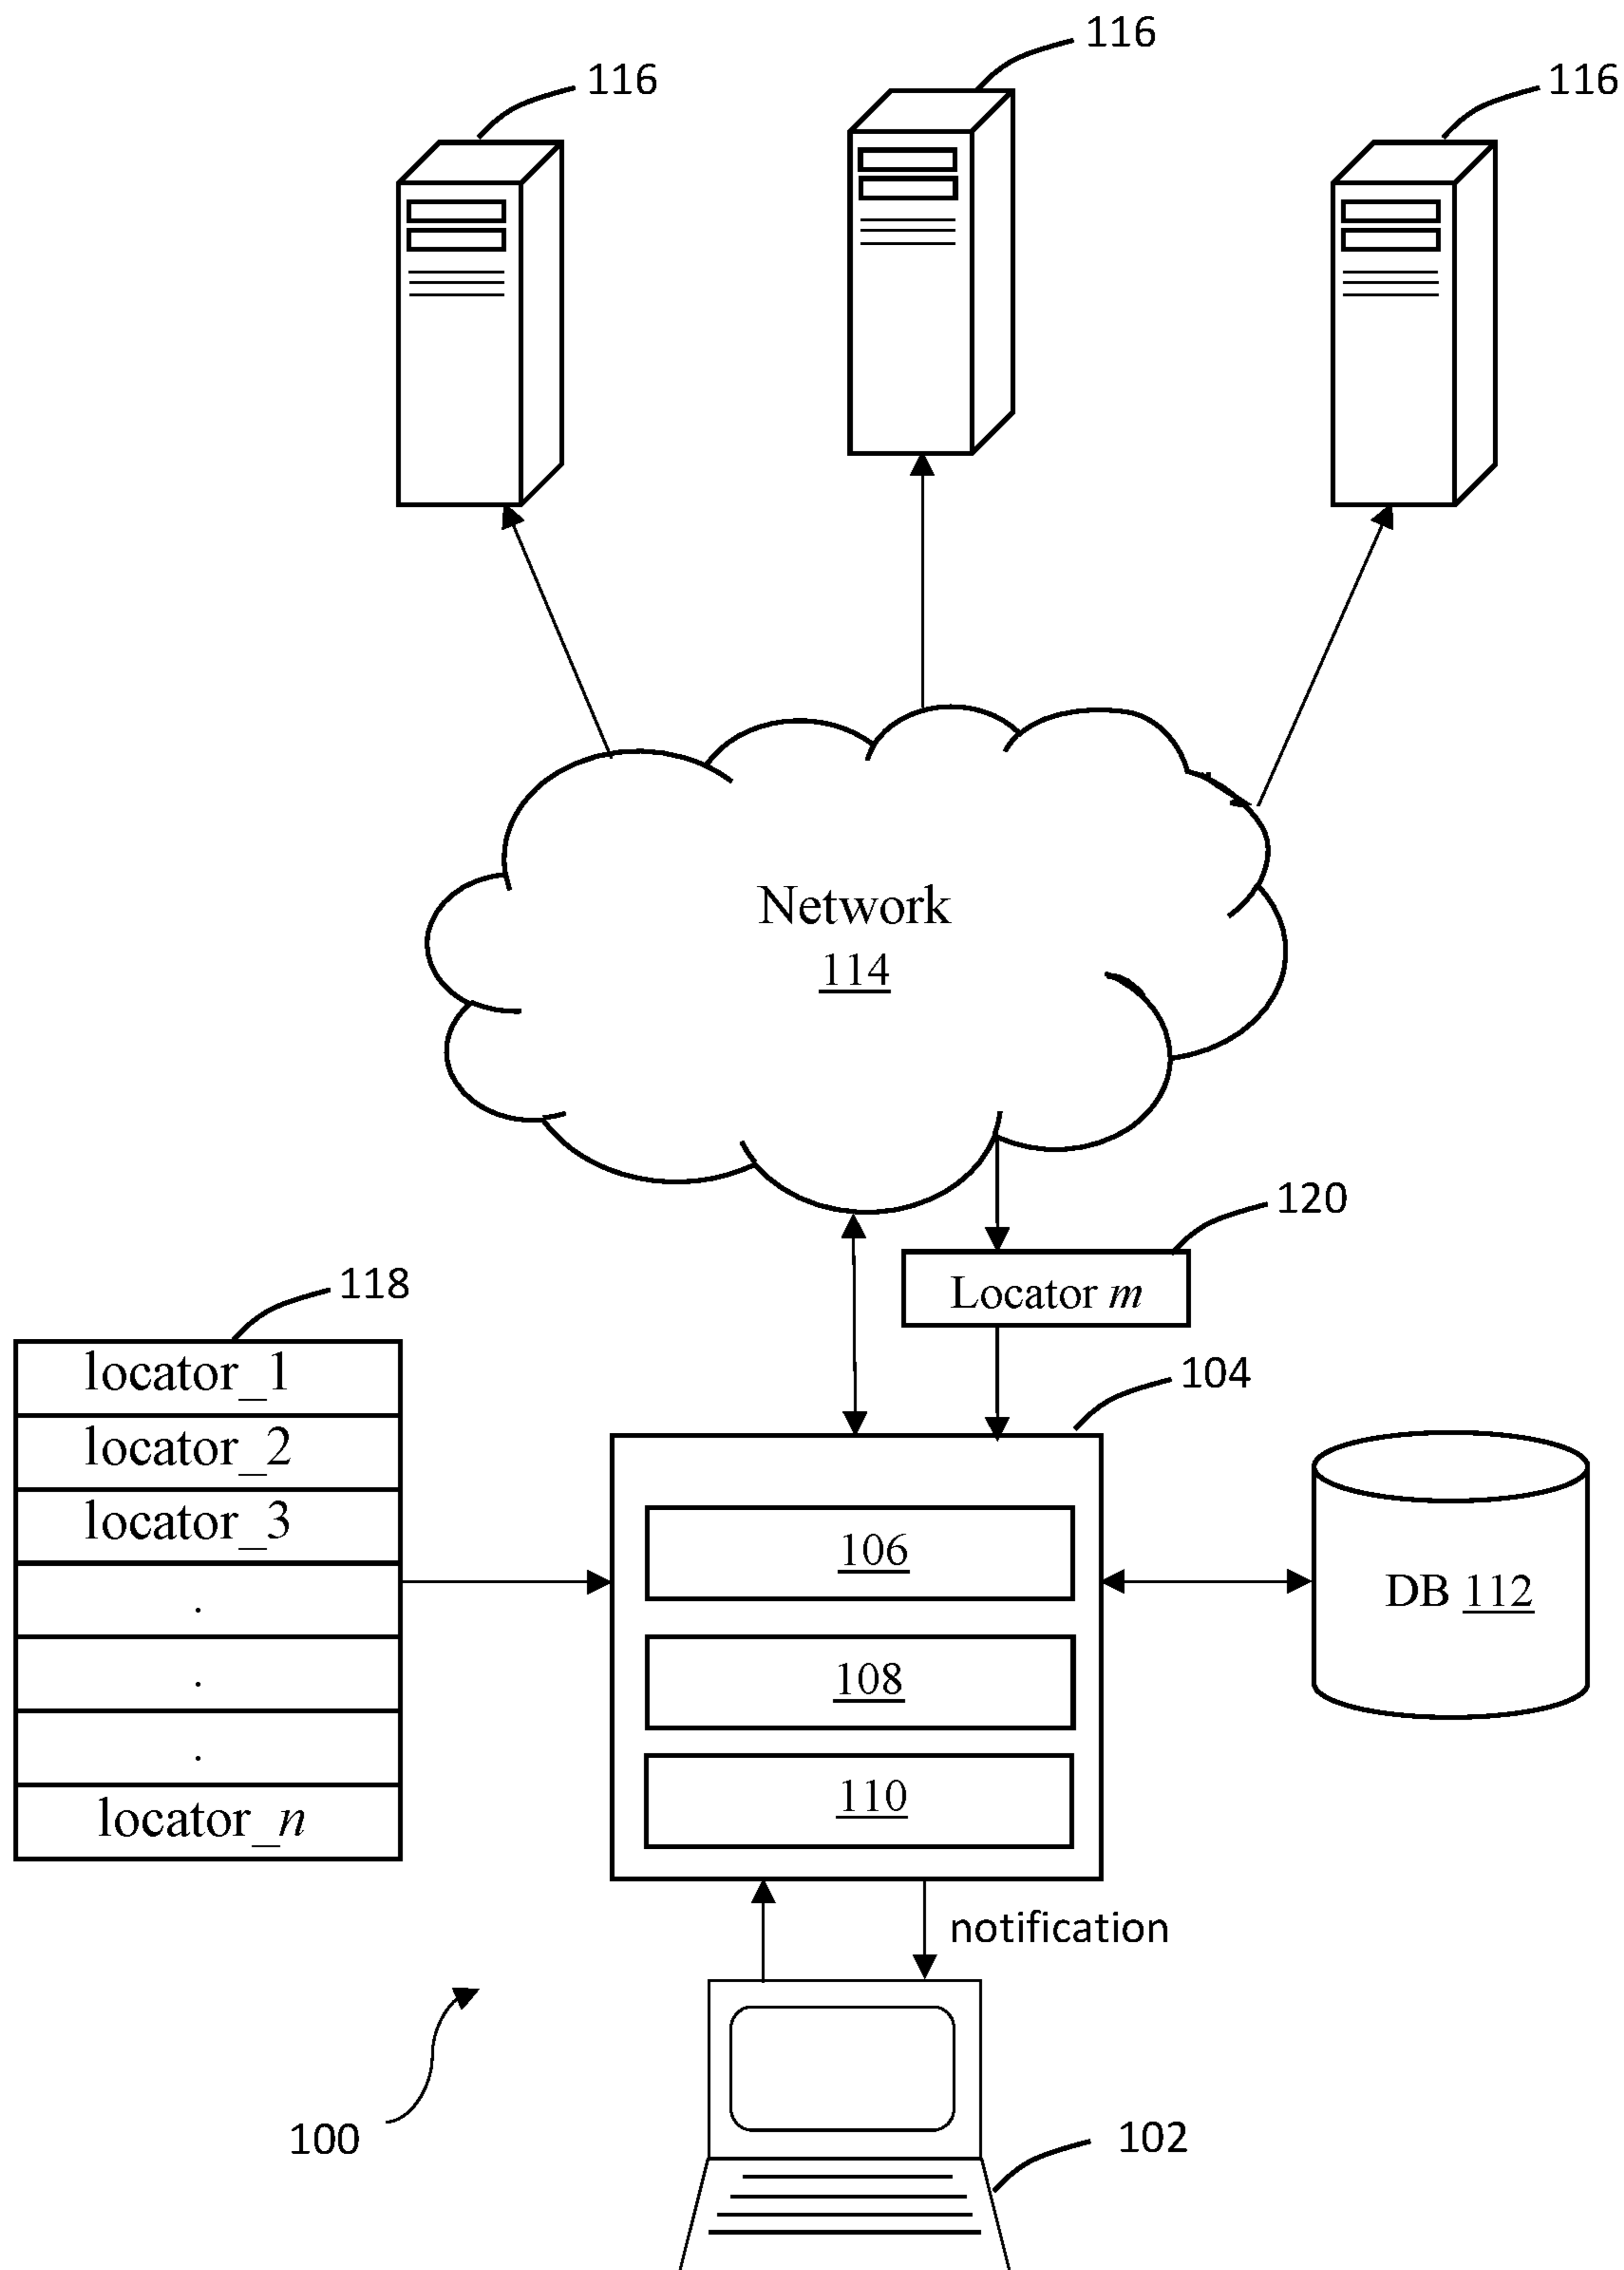 116
116
116
Network
114
120
Locator m
118
104
locator_1
locator_2
locator_3
.
.
.
locator_n
106
108
110
DB 112
notification
100
102